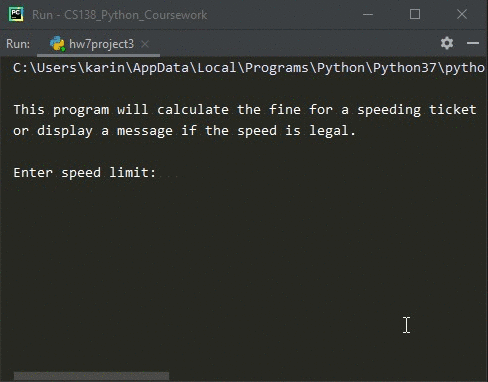 PC
Run - CS138_Python_Coursework
Run: hw7project3
C:\Users\karin\AppData\Local\Programs\Python\Python37\pytho
This program will calculate the fine for a speeding ticket
or display a message if the speed is legal.
Enter speed limit: